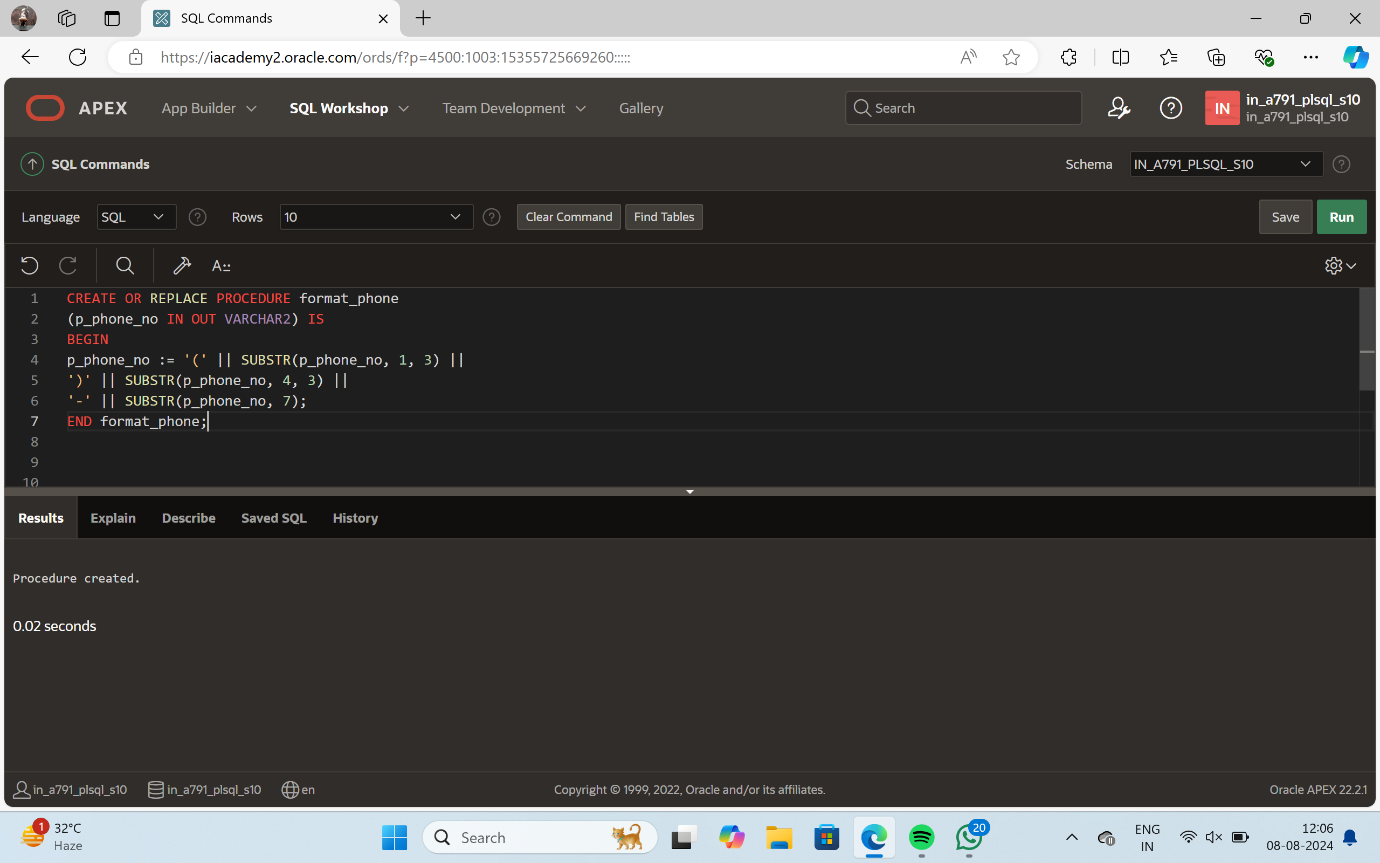 SQL Commands
https://iacademy2.oracle.com/ords/f?p=4500:1003:15355725669260:::::
APEX App Builder SQL Workshop Team Development Gallery Search IN in_a791_plsql_s10
in_a791_plsql_s10
SQL Commands Schema IN_A791_PLSQL_S10
Language SQL Rows 10 Clear Command Find Tables Save Run
1 CREATE OR REPLACE PROCEDURE format_phone
2 (p_phone_no IN OUT VARCHAR2) IS
3 BEGIN
4 p_phone_no := '(' || SUBSTR(p_phone_no, 1, 3) ||
5 ')' || SUBSTR(p_phone_no, 4, 3) ||
6 '-' || SUBSTR(p_phone_no, 7);
7 END format_phone;
8
9
10
Results Explain Describe Saved SQL History
Procedure created.
0.02 seconds
in_a791_plsql_s10 in_a791_plsql_s10 en Copyright © 1999, 2022, Oracle and/or its affiliates. Oracle APEX 22.2.1
1 32°C
Haze
Search
20
ENG
IN
12:06
08-08-2024